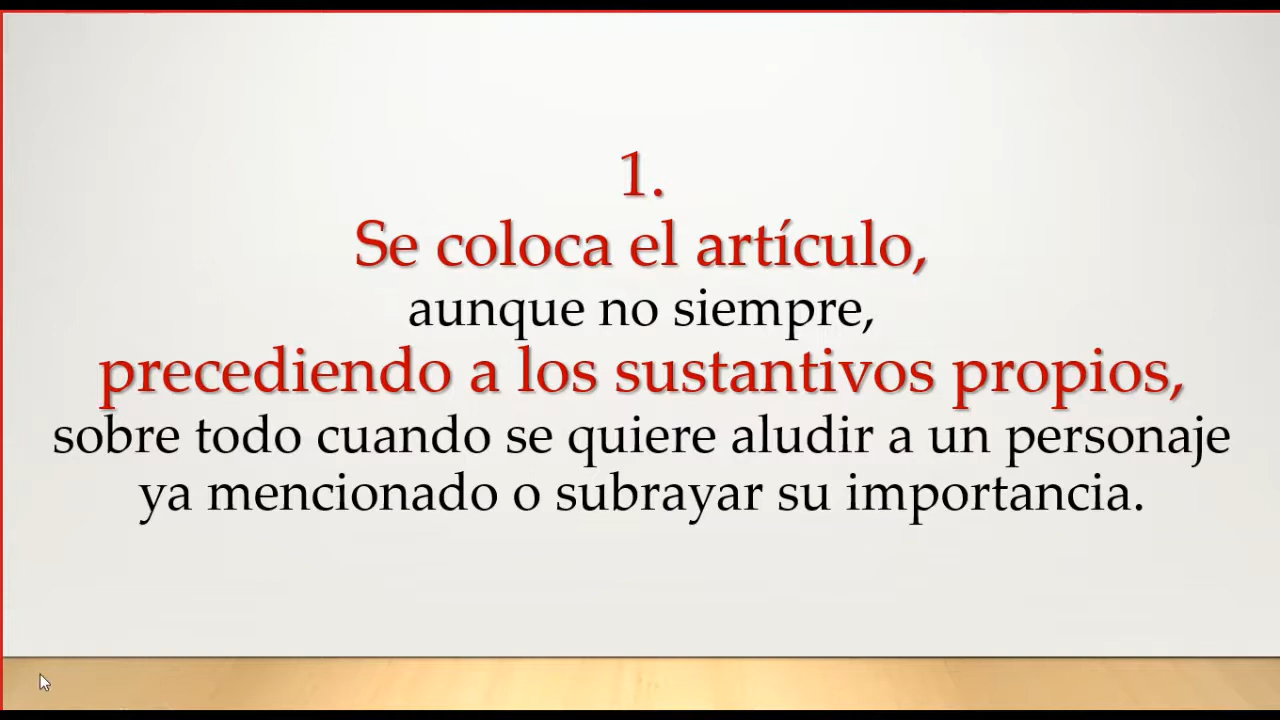 1.
Se coloca el artículo,
aunque no siempre,
precediendo a los sustantivos propios,
sobre todo cuando se quiere aludir a un personaje
ya mencionado o subrayar su importancia.